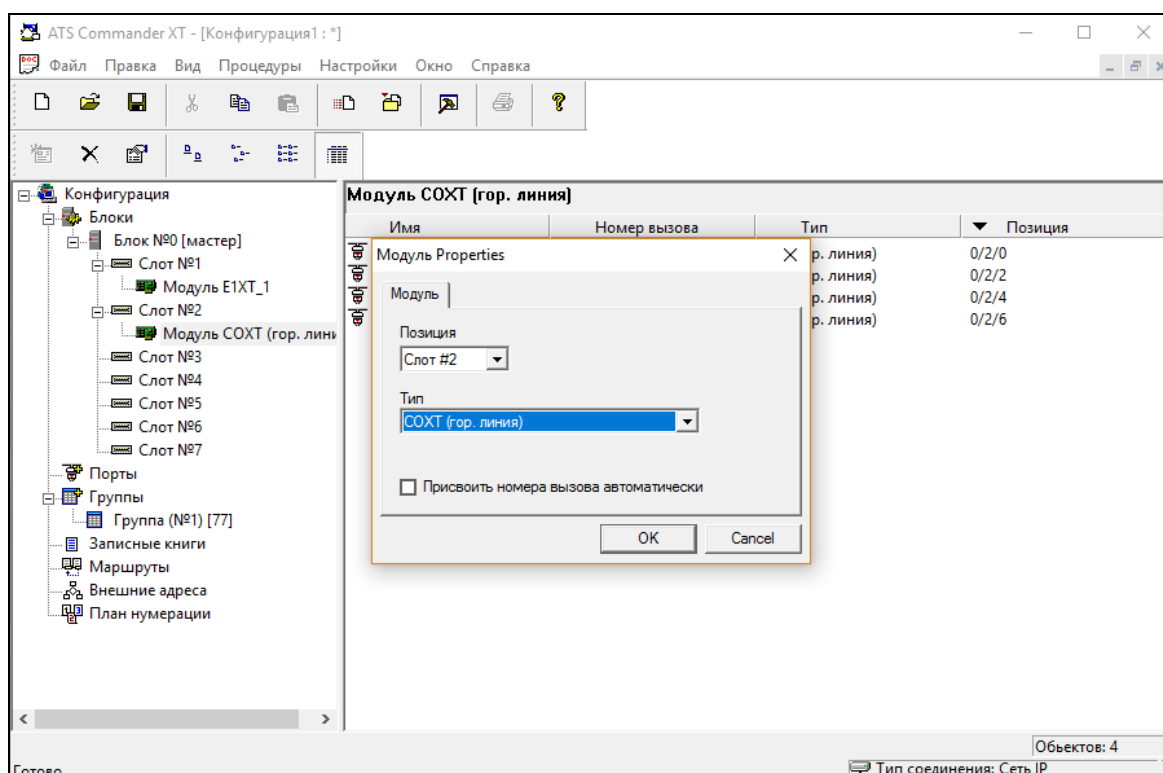 ATS Commander XT - [Конфигурация1 : *]
Файл Правка Вид Процедуры Настройки Окно Справка
Конфигурация
Блоки
Блок №0 [мастер]
Слот №1
Модуль E1XT_1
Слот №2
Модуль COXT (гор. лини
Слот №3
Слот №4
Слот №5
Слот №6
Слот №7
Порты
Группы
Группа (№1) [77]
Записные книги
Маршруты
Внешние адреса
План нумерации
Модуль COXT (гор. линия)
Имя Номер вызова Тип Позиция
р. линия) 0/2/0
р. линия) 0/2/2
р. линия) 0/2/4
р. линия) 0/2/6
Модуль Properties
Модуль
Позиция
Слот #2
Тип
COXT (гор. линия)
Присвоить номера вызова автоматически
OK Cancel
Обьектов: 4
Готово
Тип соединения: Сеть IP